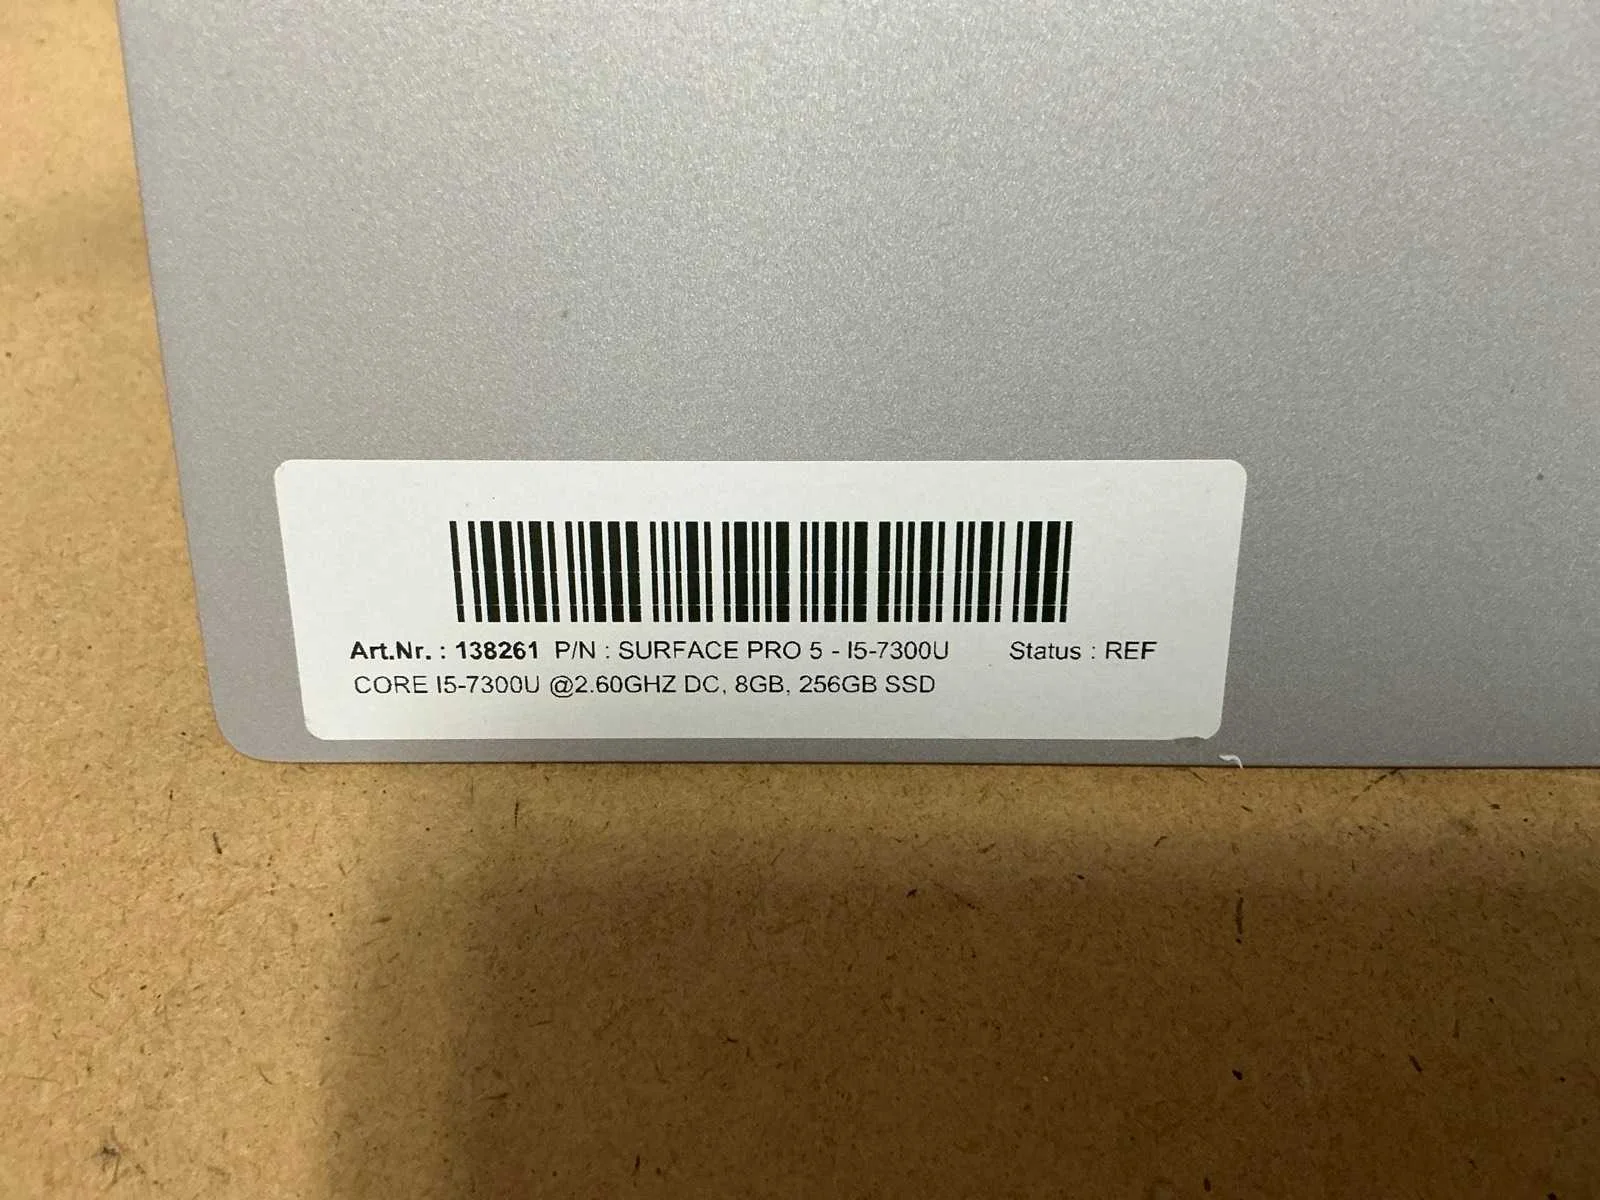 Art.Nr. : 138261 P/N : SURFACE PRO 5 - I5-7300U Status : REF
CORE I5-7300U @2.60GHZ DC, 8GB, 256GB SSD